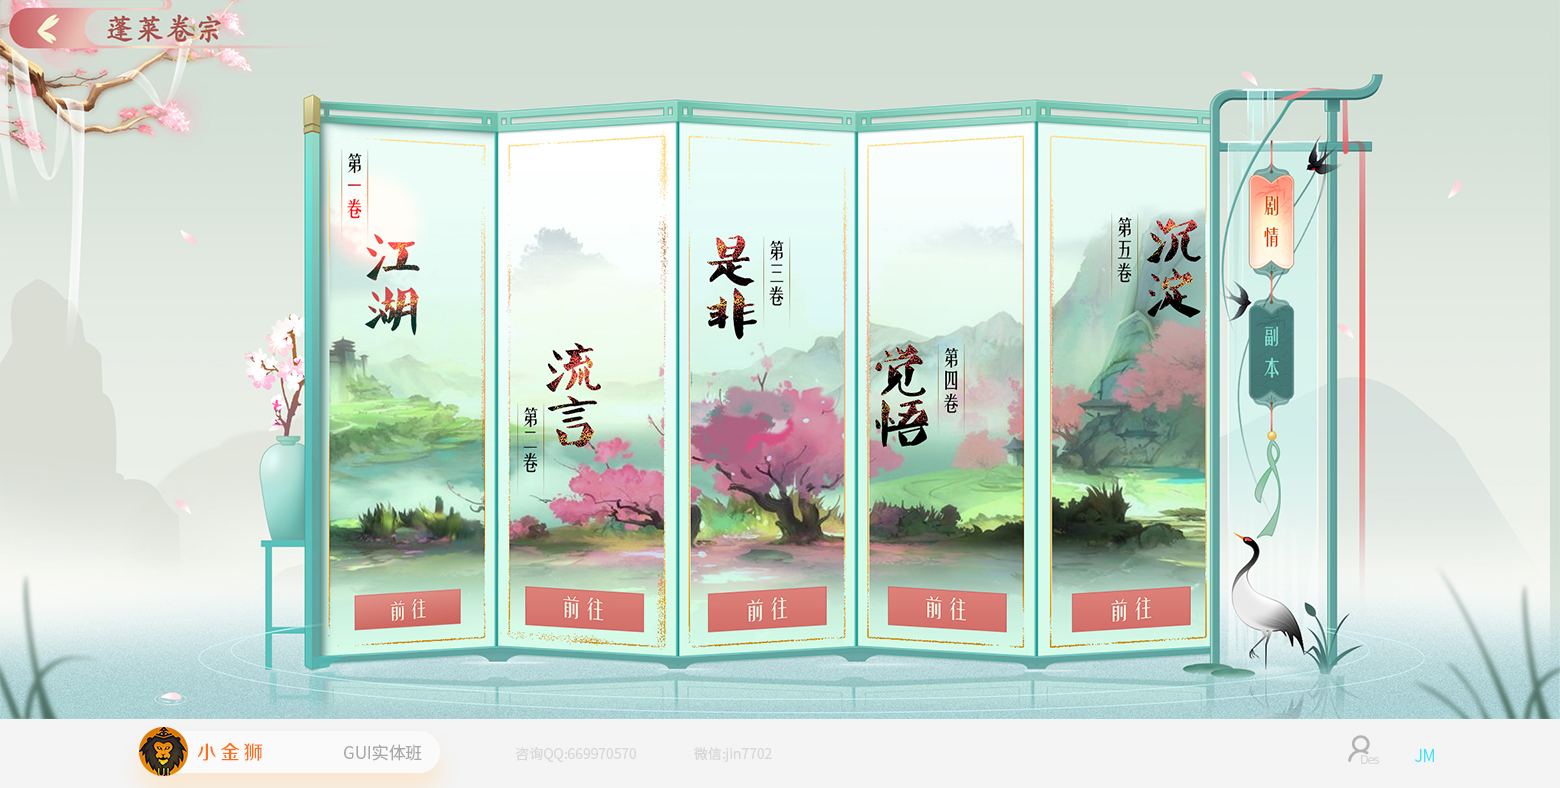 蓬莱卷宗
第一卷
江湖
前往
流言
第二卷
前往
是非
第三卷
前往
觉悟
第四卷
前往
沉淀
第五卷
前往
剧情
副本
小金狮
GUI实体班
咨询QQ:669970570
微信:jin7702
Des
JM